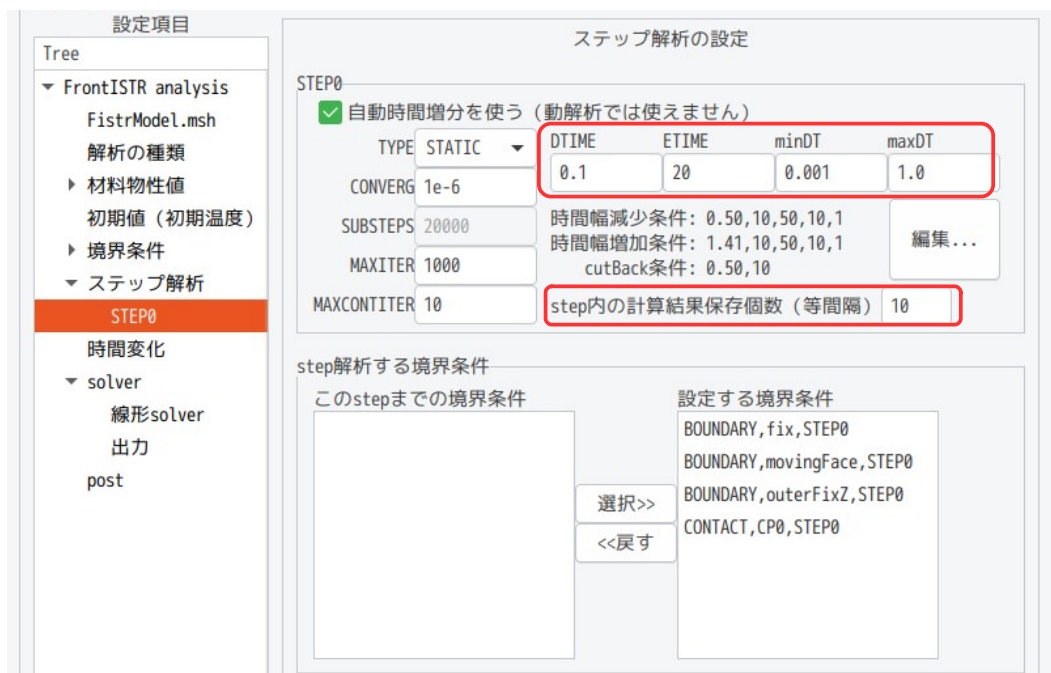 設定項目
Tree
FrontISTR analysis
FistrModel.msh
解析の種類
材料物性値
初期値（初期温度）
境界条件
ステップ解析
STEP0
時間変化
solver
線形solver
出力
post
ステップ解析の設定
STEP0
自動時間増分を使う（動解析では使えません）
TYPE STATIC
CONVERG 1e-6
SUBSTEPS 20000
MAXITER 1000
MAXCONTITER 10
DTIME ETIME minDT maxDT
0.1 20 0.001 1.0
時間幅減少条件: 0.50,10,50,10,1
時間幅増加条件: 1.41,10,50,10,1
cutBack条件: 0.50,10
編集...
step内の計算結果保存個数（等間隔） 10
step解析する境界条件
このstepまでの境界条件
選択>>
<<戻す
設定する境界条件
BOUNDARY,fix,STEP0
BOUNDARY,movingFace,STEP0
BOUNDARY,outerFixZ,STEP0
CONTACT,CP0,STEP0